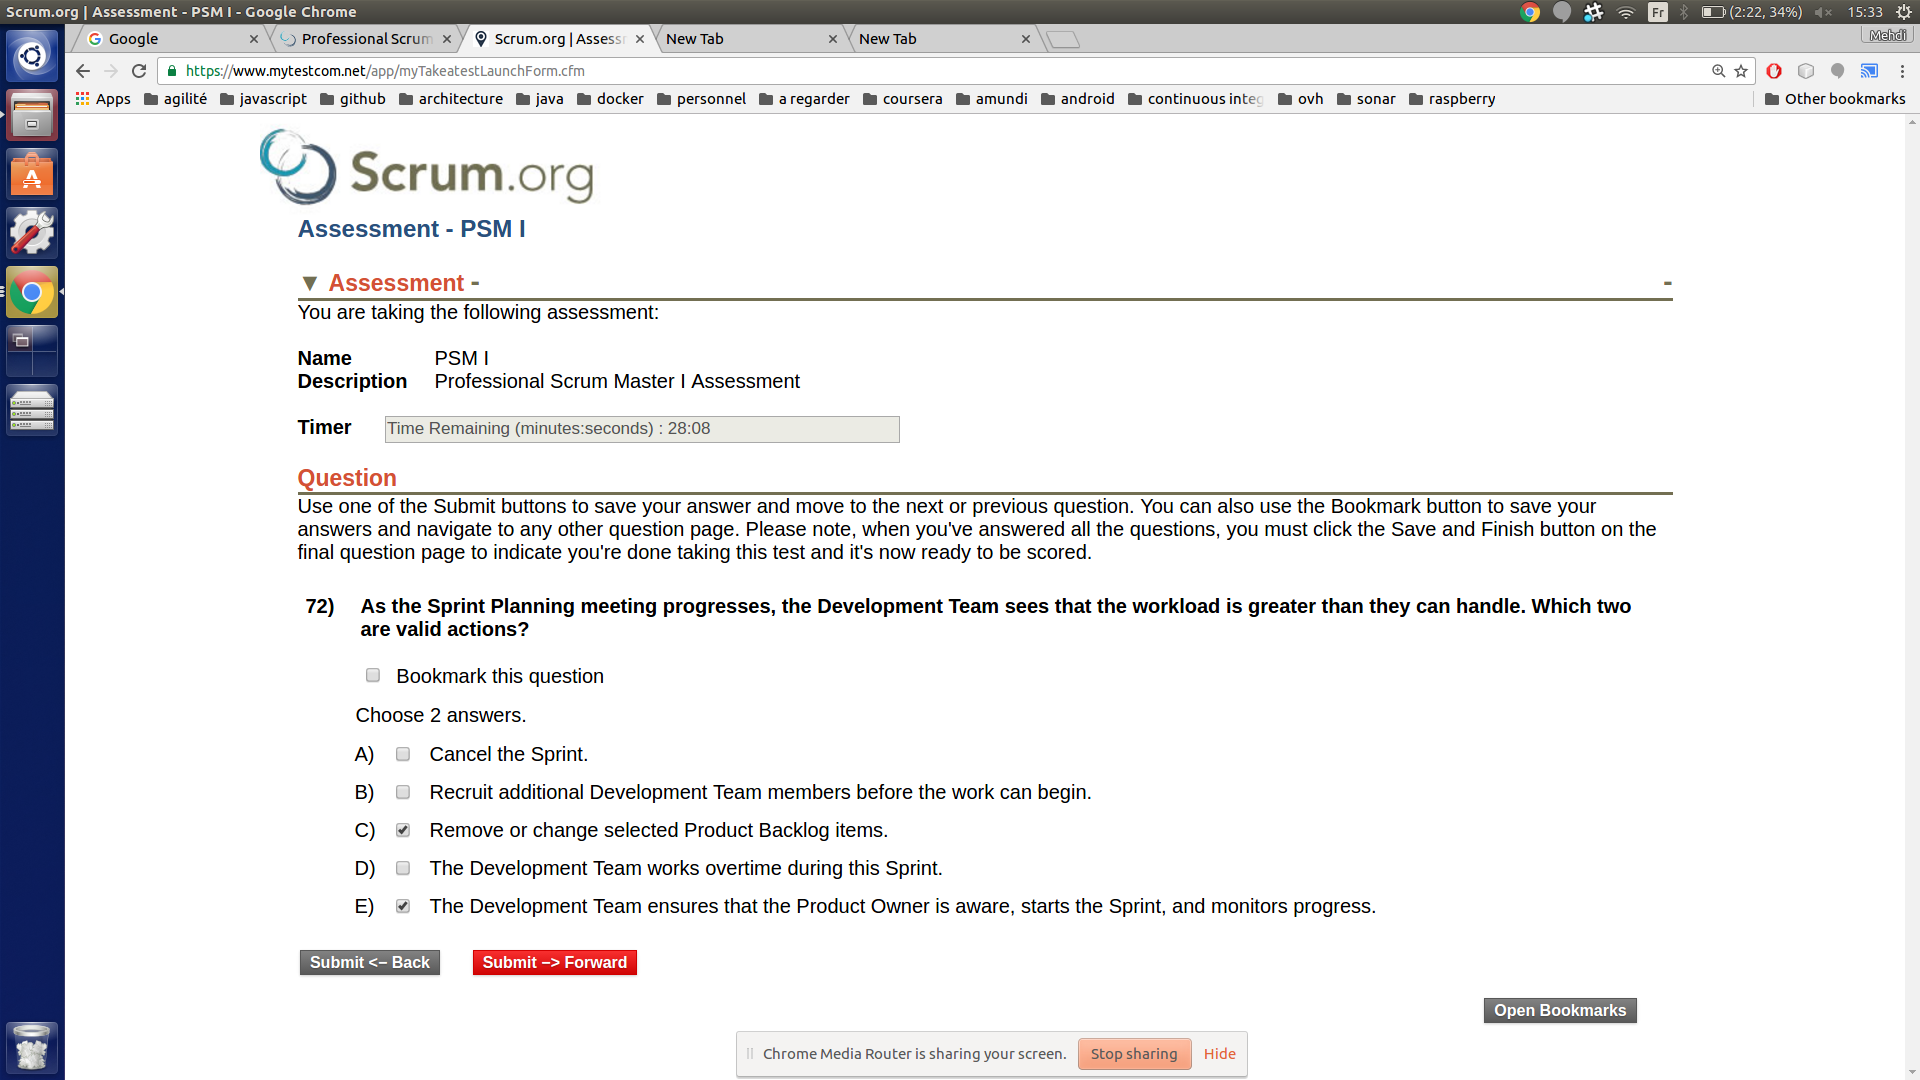 Scrum.org | Assessment - PSM I - Google Chrome
Fr
(2:22, 34%)
15:33
Google
Professional Scrum
Scrum.org | Assess
New Tab
New Tab
Mehdi
https://www.mytestcom.net/app/myTakeatestLaunchForm.cfm
Apps
agilité
javascript
github
architecture
java
docker
personnel
a regarder
coursera
amundi
android
continuous integ
ovh
sonar
raspberry
Other bookmarks
Scrum.org
Assessment - PSM I
▼ Assessment -
-
You are taking the following assessment:
Name PSM I
Description Professional Scrum Master I Assessment
Timer Time Remaining (minutes:seconds) : 28:08
Question
Use one of the Submit buttons to save your answer and move to the next or previous question. You can also use the Bookmark button to save your
answers and navigate to any other question page. Please note, when you've answered all the questions, you must click the Save and Finish button on the
final question page to indicate you're done taking this test and it's now ready to be scored.
72) As the Sprint Planning meeting progresses, the Development Team sees that the workload is greater than they can handle. Which two
are valid actions?
Bookmark this question
Choose 2 answers.
A) Cancel the Sprint.
B) Recruit additional Development Team members before the work can begin.
C) Remove or change selected Product Backlog items.
D) The Development Team works overtime during this Sprint.
E) The Development Team ensures that the Product Owner is aware, starts the Sprint, and monitors progress.
Submit <– Back
Submit –> Forward
Open Bookmarks
Chrome Media Router is sharing your screen.
Stop sharing
Hide